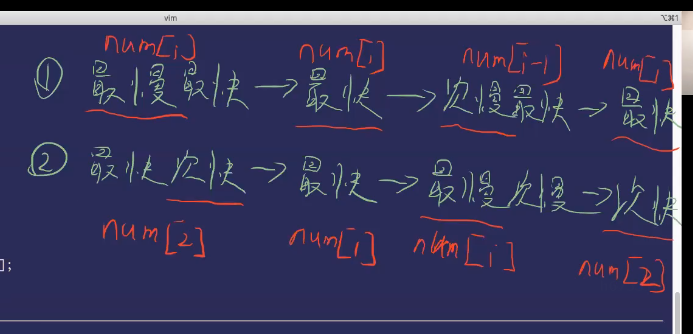 vim
⌥⌘1
num[i] num[1] num[i-1] num[1]
① 最慢最快→最快→次慢最快→最快
② 最快次快→最快→最慢次慢→次快
num[2] num[1] num[i] num[2]
];